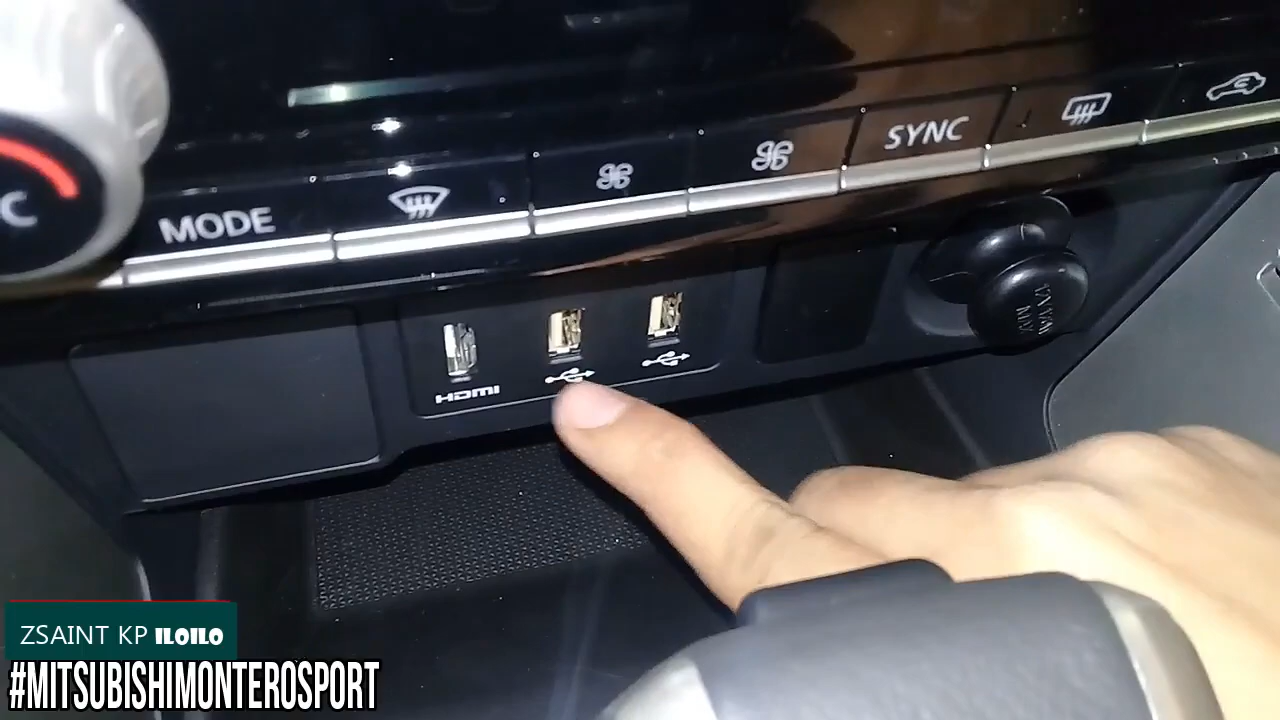 SYNC
MODE
C
HDMI
ZSAINT KP ILOILO
#MITSUBISHIMONTEROSPORT